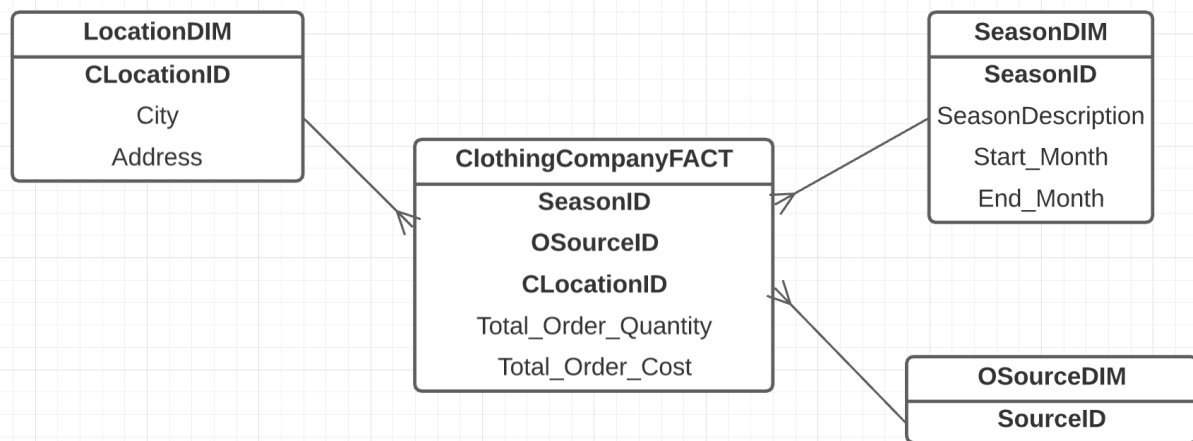 LocationDIM
CLocationID
City
Address
ClothingCompanyFACT
SeasonID
OSourceID
CLocationID
Total_Order_Quantity
Total_Order_Cost
SeasonDIM
SeasonID
SeasonDescription
Start_Month
End_Month
OSourceDIM
SourceID